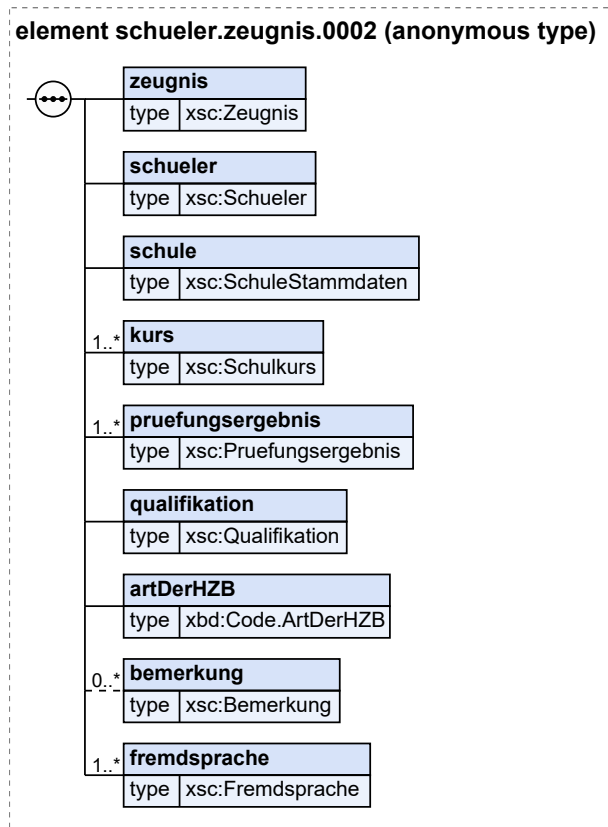 element schueler.zeugnis.0002 (anonymous type)
zeugnis
type xsc:Zeugnis
schueler
type xsc:Schueler
schule
type xsc:SchuleStammdaten
1..* kurs
type xsc:Schulkurs
1..* pruefungsergebnis
type xsc:Pruefungsergebnis
qualifikation
type xsc:Qualifikation
artDerHZB
type xbd:Code.ArtDerHZB
0..* bemerkung
type xsc:Bemerkung
1..* fremdsprache
type xsc:Fremdsprache